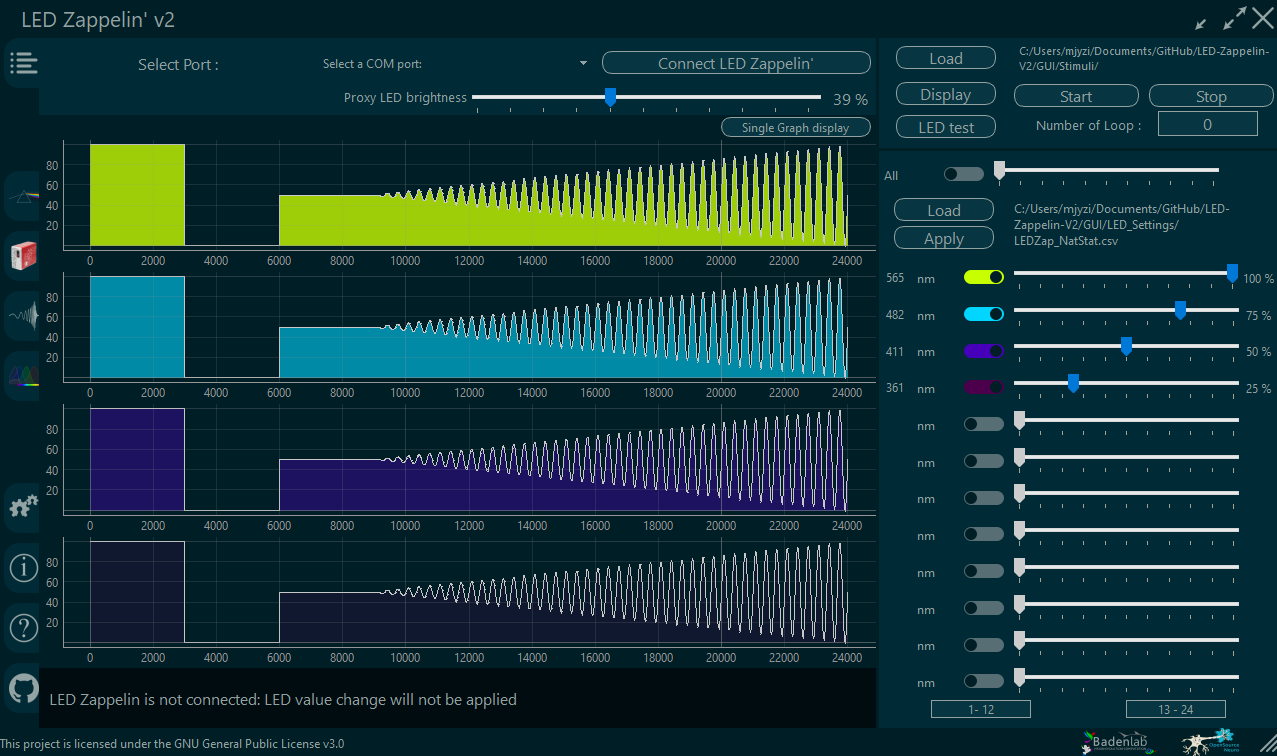 LED Zappelin' v2
Select Port :
Select a COM port:
Connect LED Zappelin'
Proxy LED brightness
39 %
Single Graph display
80
60
40
20
0 2000 4000 6000 8000 10000 12000 14000 16000 18000 20000 22000 24000
80
60
40
20
0 2000 4000 6000 8000 10000 12000 14000 16000 18000 20000 22000 24000
80
60
40
20
0 2000 4000 6000 8000 10000 12000 14000 16000 18000 20000 22000 24000
80
60
40
20
0 2000 4000 6000 8000 10000 12000 14000 16000 18000 20000 22000 24000
LED Zappelin is not connected: LED value change will not be applied
Load
C:/Users/mjyzi/Documents/GitHub/LED-Zappelin-
V2/GUI/Stimuli/
Display
Start
Stop
LED test
Number of Loop :
0
All
Load
Apply
C:/Users/mjyzi/Documents/GitHub/LED-
Zappelin-V2/GUI/LED_Settings/
LEDZap_NatStat.csv
565 nm 100 %
482 nm 75 %
411 nm 50 %
361 nm 25 %
nm
nm
nm
nm
nm
nm
nm
nm
1- 12
13 - 24
This project is licensed under the GNU General Public License v3.0
Badenlab
OpenSource
Neuro